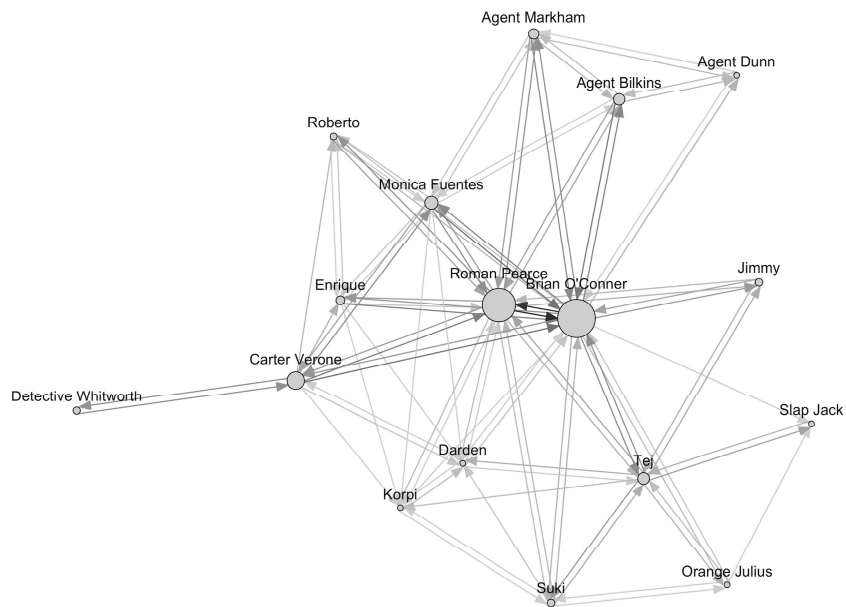 Agent Markham
Agent Dunn
Agent Bilkins
Roberto
Monica Fuentes
Roman Pearce
Brian O'Conner
Jimmy
Enrique
Carter Verone
Detective Whitworth
Slap Jack
Darden
Tej
Korpi
Orange Julius
Suki